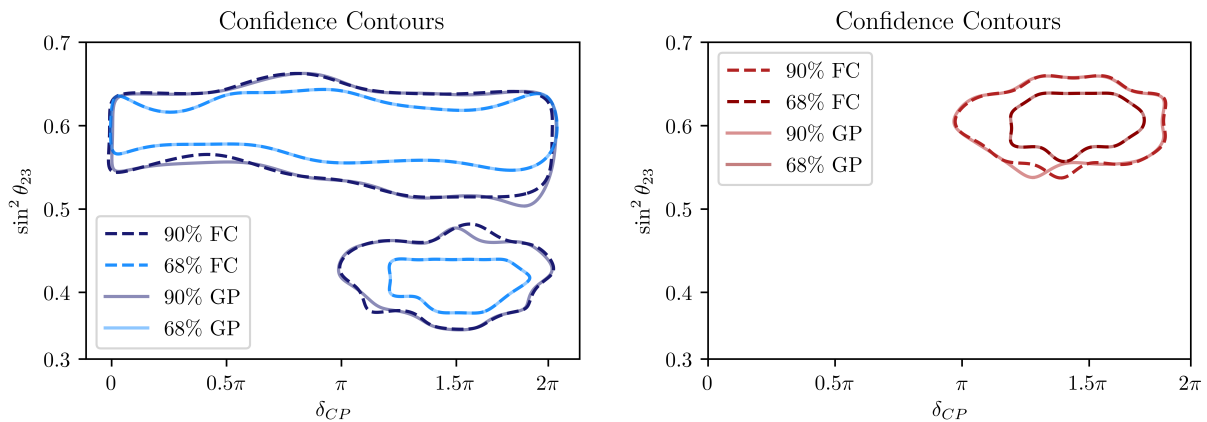 Confidence Contours
0.7
0.6
0.5
0.4
0.3
sin² θ₂₃
90% FC
68% FC
90% GP
68% GP
0
0.5π
π
1.5π
2π
δ_CP
Confidence Contours
0.7
0.6
0.5
0.4
0.3
sin² θ₂₃
90% FC
68% FC
90% GP
68% GP
0
0.5π
π
1.5π
2π
δ_CP